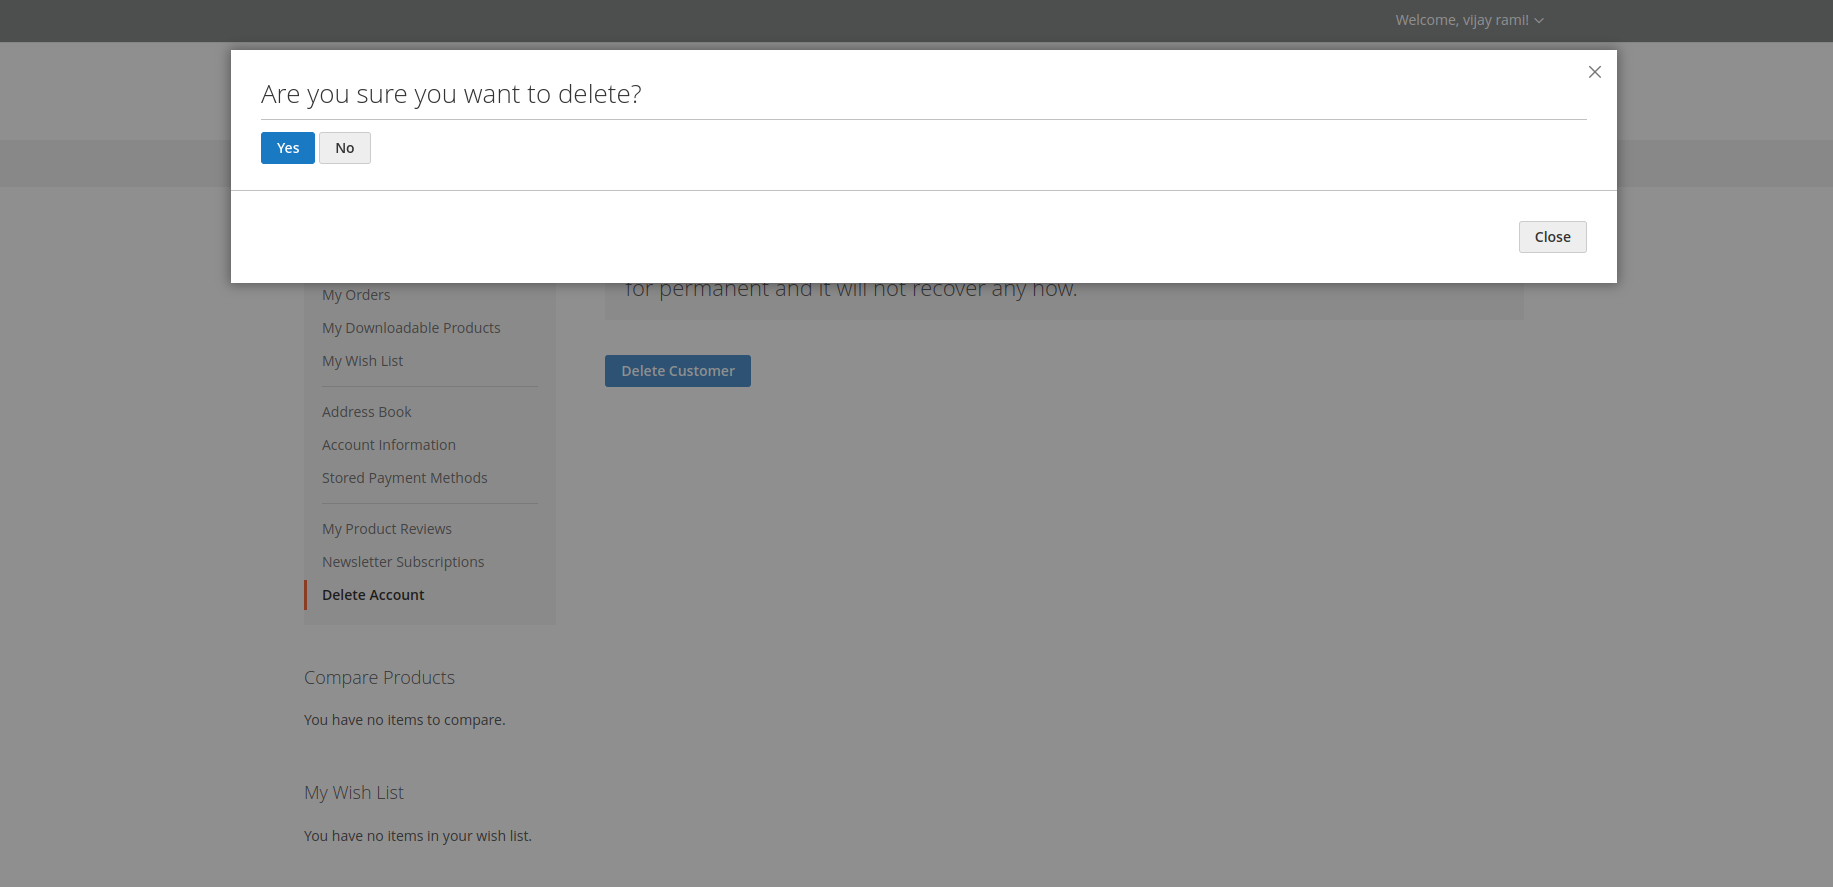 Welcome, vijay rami!
Are you sure you want to delete?
Yes No
Close
for permanent and it will not recover any how.
My Orders
My Downloadable Products
My Wish List
Delete Customer
Address Book
Account Information
Stored Payment Methods
My Product Reviews
Newsletter Subscriptions
Delete Account
Compare Products
You have no items to compare.
My Wish List
You have no items in your wish list.